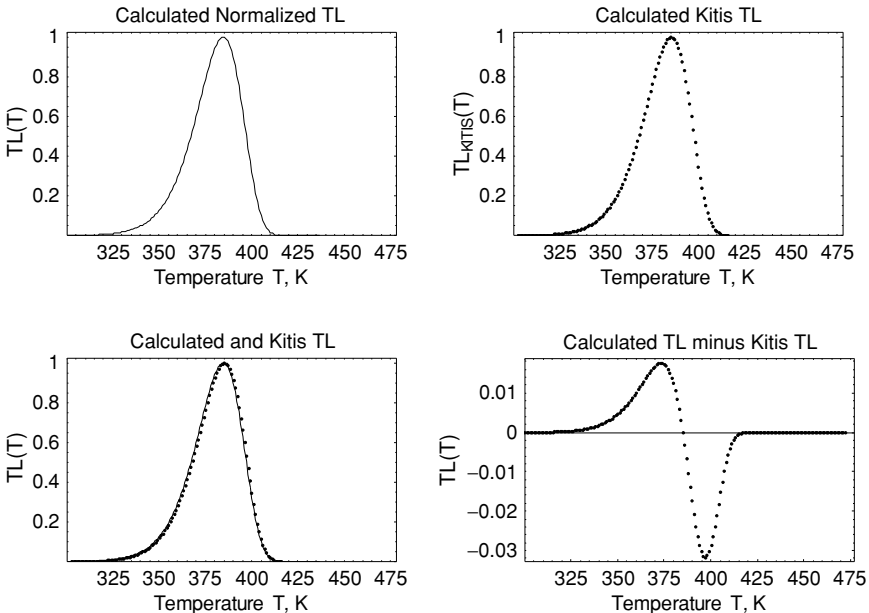 Calculated Normalized TL
1
0.8
0.6
0.4
0.2
TL(T)
325 350 375 400 425 450 475
Temperature T, K
Calculated Kitis TL
1
0.8
0.6
0.4
0.2
TL_KITIS(T)
325 350 375 400 425 450 475
Temperature T, K
Calculated and Kitis TL
1
0.8
0.6
0.4
0.2
TL(T)
325 350 375 400 425 450 475
Temperature T, K
Calculated TL minus Kitis TL
0.01
0
−0.01
−0.02
−0.03
TL(T)
325 350 375 400 425 450 475
Temperature T, K